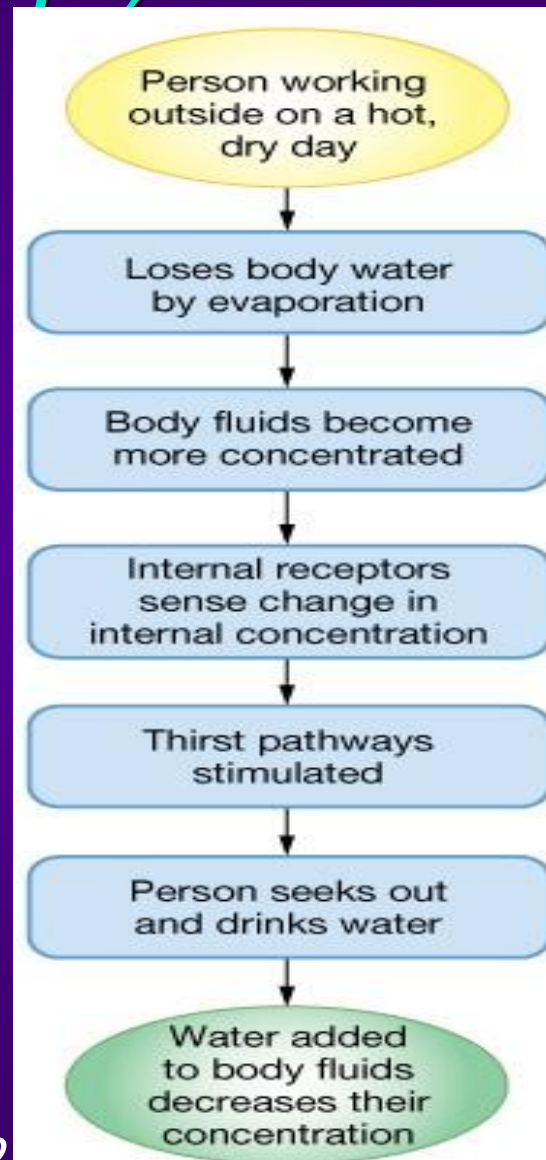 Person working
outside on a hot,
dry day
Loses body water
by evaporation
Body fluids become
more concentrated
Internal receptors
sense change in
internal concentration
Thirst pathways
stimulated
Person seeks out
and drinks water
Water added
to body fluids
decreases their
concentration